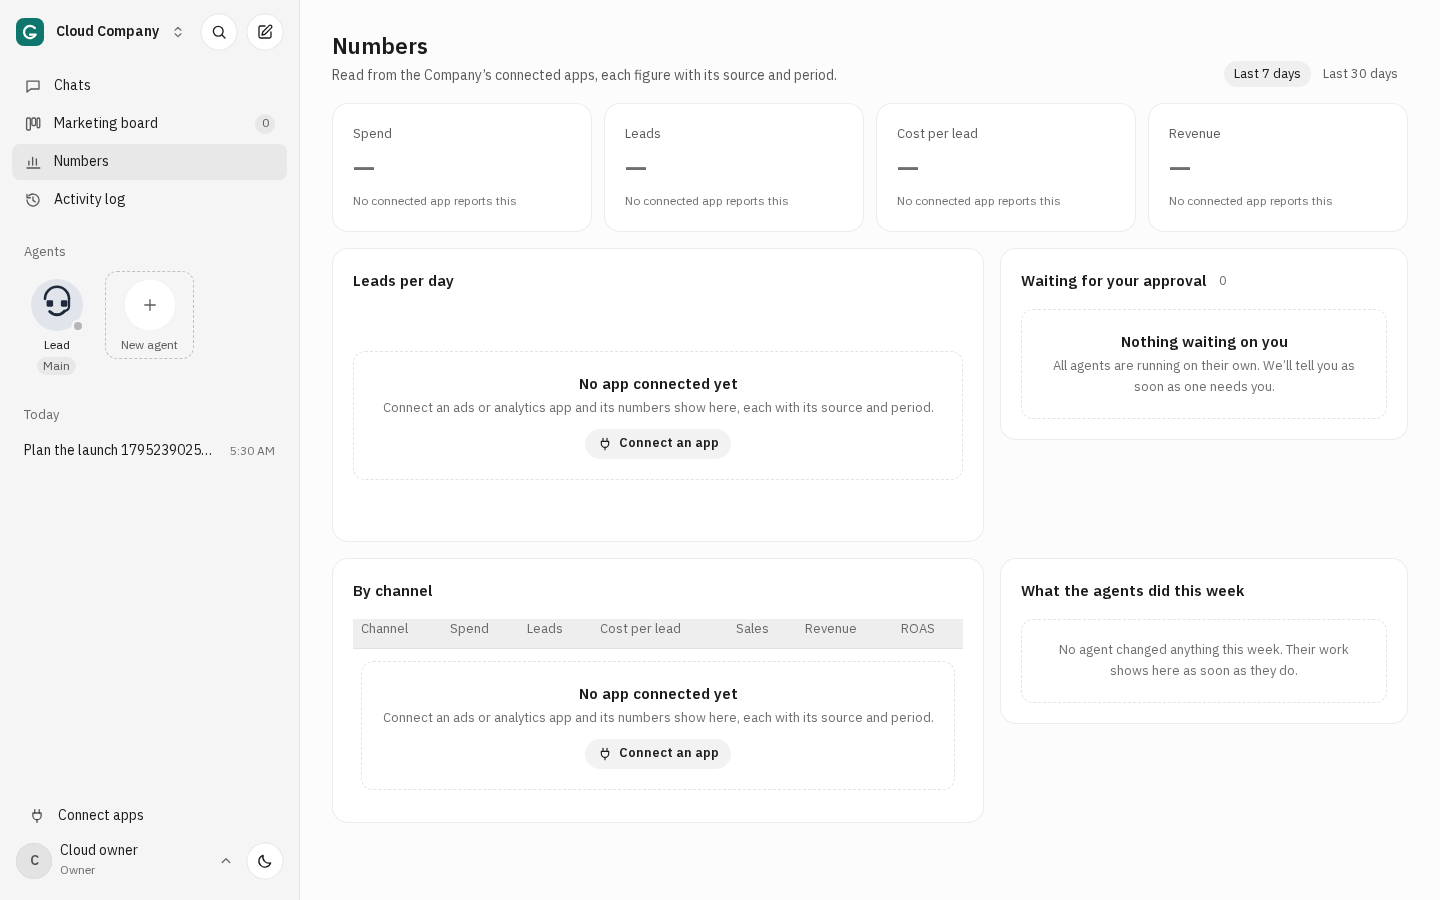 Cloud Company
Chats
Marketing board
0
Numbers
Activity log
Agents
Lead
Main
New agent
Today
Plan the launch 1795239025…
5:30 AM
Connect apps
C
Cloud owner
Owner
Numbers
Read from the Company’s connected apps, each figure with its source and period.
Last 7 days
Last 30 days
Spend
—
No connected app reports this
Leads
—
No connected app reports this
Cost per lead
—
No connected app reports this
Revenue
—
No connected app reports this
Leads per day
No app connected yet
Connect an ads or analytics app and its numbers show here, each with its source and period.
Connect an app
Waiting for your approval 0
Nothing waiting on you
All agents are running on their own. We’ll tell you as
soon as one needs you.
By channel
Channel Spend Leads Cost per lead Sales Revenue ROAS
No app connected yet
Connect an ads or analytics app and its numbers show here, each with its source and period.
Connect an app
What the agents did this week
No agent changed anything this week. Their work
shows here as soon as they do.